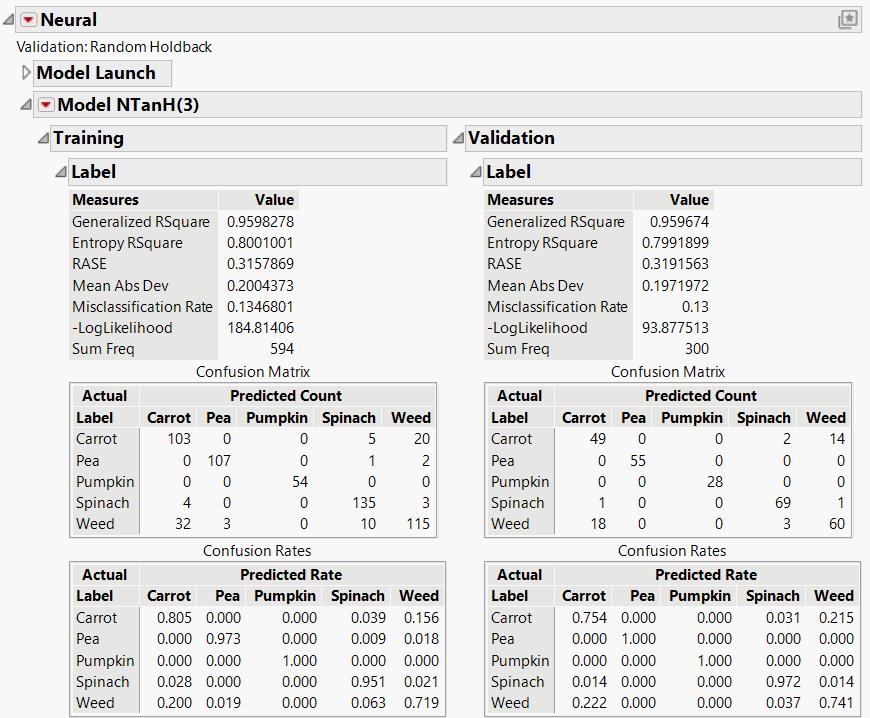 Neural
Validation: Random Holdback
Model Launch
Model NTanH(3)
Training
Label
Measures Value
Generalized RSquare 0.9598278
Entropy RSquare 0.8001001
RASE 0.3157869
Mean Abs Dev 0.2004373
Misclassification Rate 0.1346801
-LogLikelihood 184.81406
Sum Freq 594
Confusion Matrix
Actual Predicted Count
Label Carrot Pea Pumpkin Spinach Weed
Carrot 103 0 0 5 20
Pea 0 107 0 1 2
Pumpkin 0 0 54 0 0
Spinach 4 0 0 135 3
Weed 32 3 0 10 115
Confusion Rates
Actual Predicted Rate
Label Carrot Pea Pumpkin Spinach Weed
Carrot 0.805 0.000 0.000 0.039 0.156
Pea 0.000 0.973 0.000 0.009 0.018
Pumpkin 0.000 0.000 1.000 0.000 0.000
Spinach 0.028 0.000 0.000 0.951 0.021
Weed 0.200 0.019 0.000 0.063 0.719
Validation
Label
Measures Value
Generalized RSquare 0.959674
Entropy RSquare 0.7991899
RASE 0.3191563
Mean Abs Dev 0.1971972
Misclassification Rate 0.13
-LogLikelihood 93.877513
Sum Freq 300
Confusion Matrix
Actual Predicted Count
Label Carrot Pea Pumpkin Spinach Weed
Carrot 49 0 0 2 14
Pea 0 55 0 0 0
Pumpkin 0 0 28 0 0
Spinach 1 0 0 69 1
Weed 18 0 0 3 60
Confusion Rates
Actual Predicted Rate
Label Carrot Pea Pumpkin Spinach Weed
Carrot 0.754 0.000 0.000 0.031 0.215
Pea 0.000 1.000 0.000 0.000 0.000
Pumpkin 0.000 0.000 1.000 0.000 0.000
Spinach 0.014 0.000 0.000 0.972 0.014
Weed 0.222 0.000 0.000 0.037 0.741